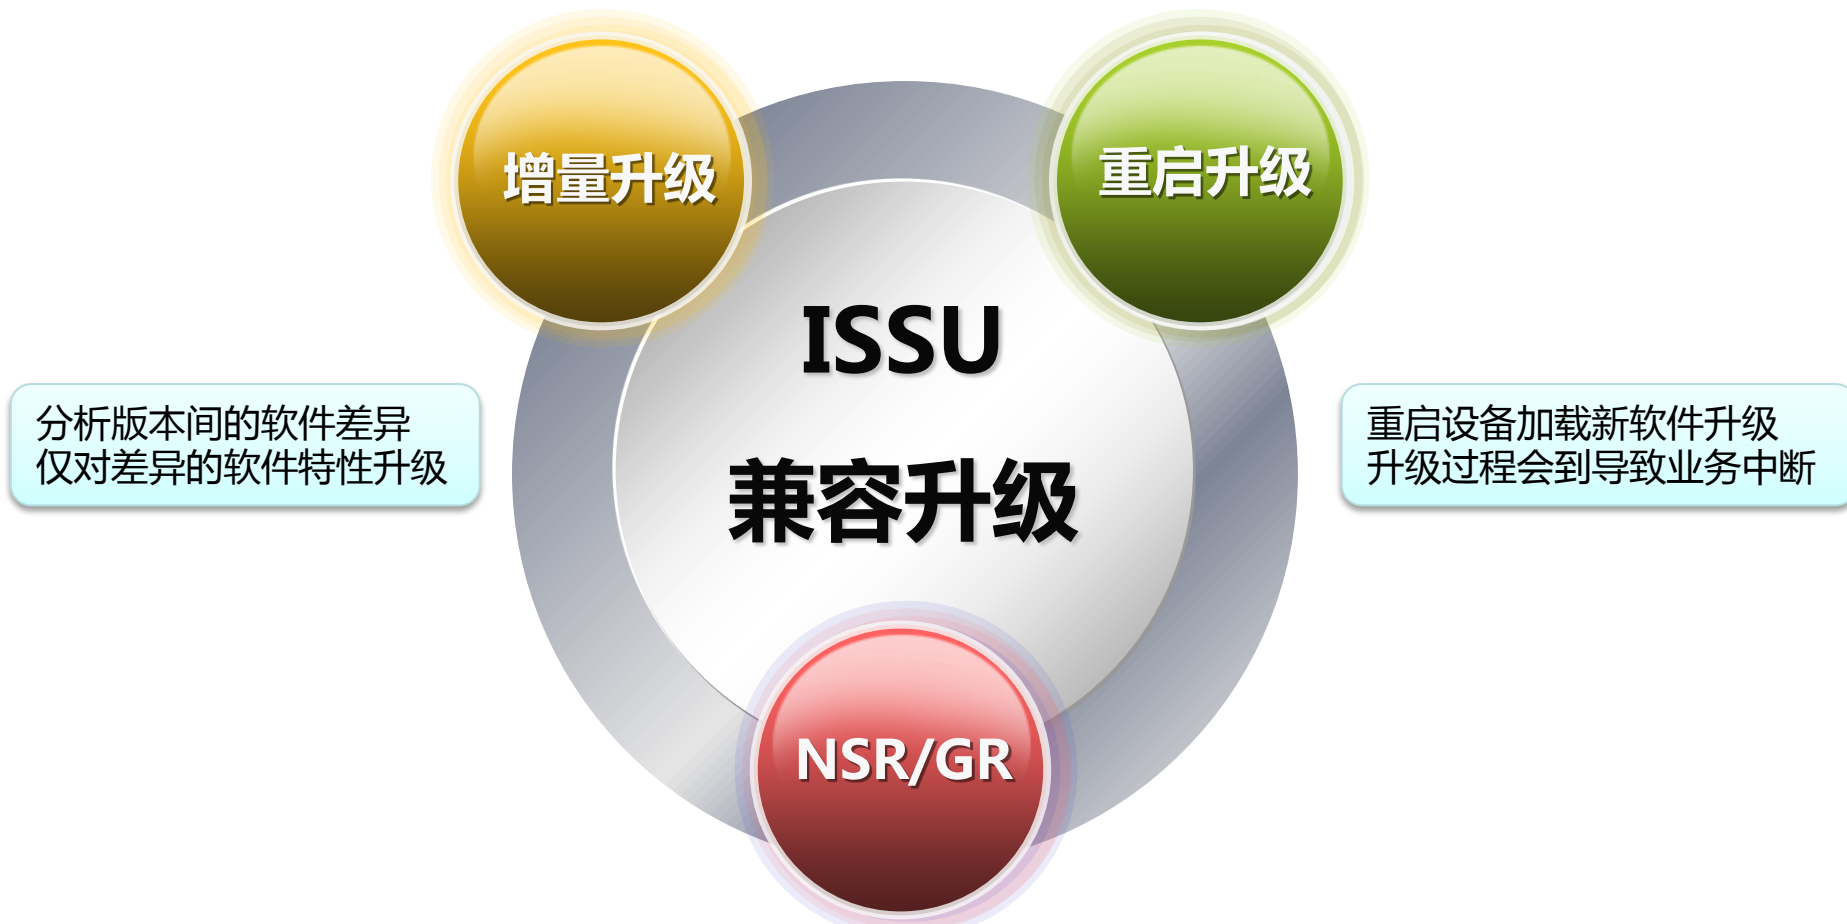 增量升级
重启升级
ISSU
兼容升级
分析版本间的软件差异
仅对差异的软件特性升级
重启设备加载新软件升级
升级过程会到导致业务中断
NSR/GR